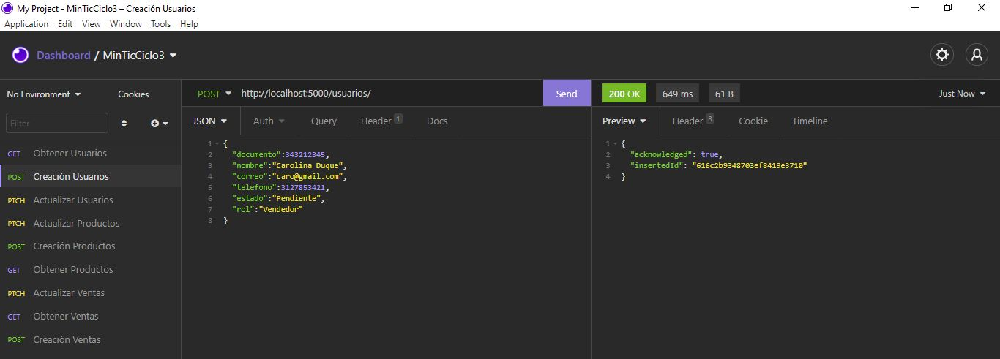 My Project - MinTicCiclo3 – Creación Usuarios
Application Edit View Window Tools Help
Dashboard / MinTicCiclo3
No Environment Cookies
POST http://localhost:5000/usuarios/ Send
200 OK 649 ms 61 B Just Now
Filter
JSON Auth Query Header 1 Docs
Preview Header 8 Cookie Timeline
GET Obtener Usuarios
POST Creación Usuarios
PTCH Actualizar Usuarios
PTCH Actualizar Productos
POST Creación Productos
GET Obtener Productos
PTCH Actualizar Ventas
GET Obtener Ventas
POST Creación Ventas
1 {
2 "documento":343212345,
3 "nombre":"Carolina Duque",
4 "correo":"caro@gmail.com",
5 "telefono":3127853421,
6 "estado":"Pendiente",
7 "rol":"Vendedor"
8 }
1 {
2 "acknowledged": true,
3 "insertedId": "616c2b9348703ef8419e3710"
4 }